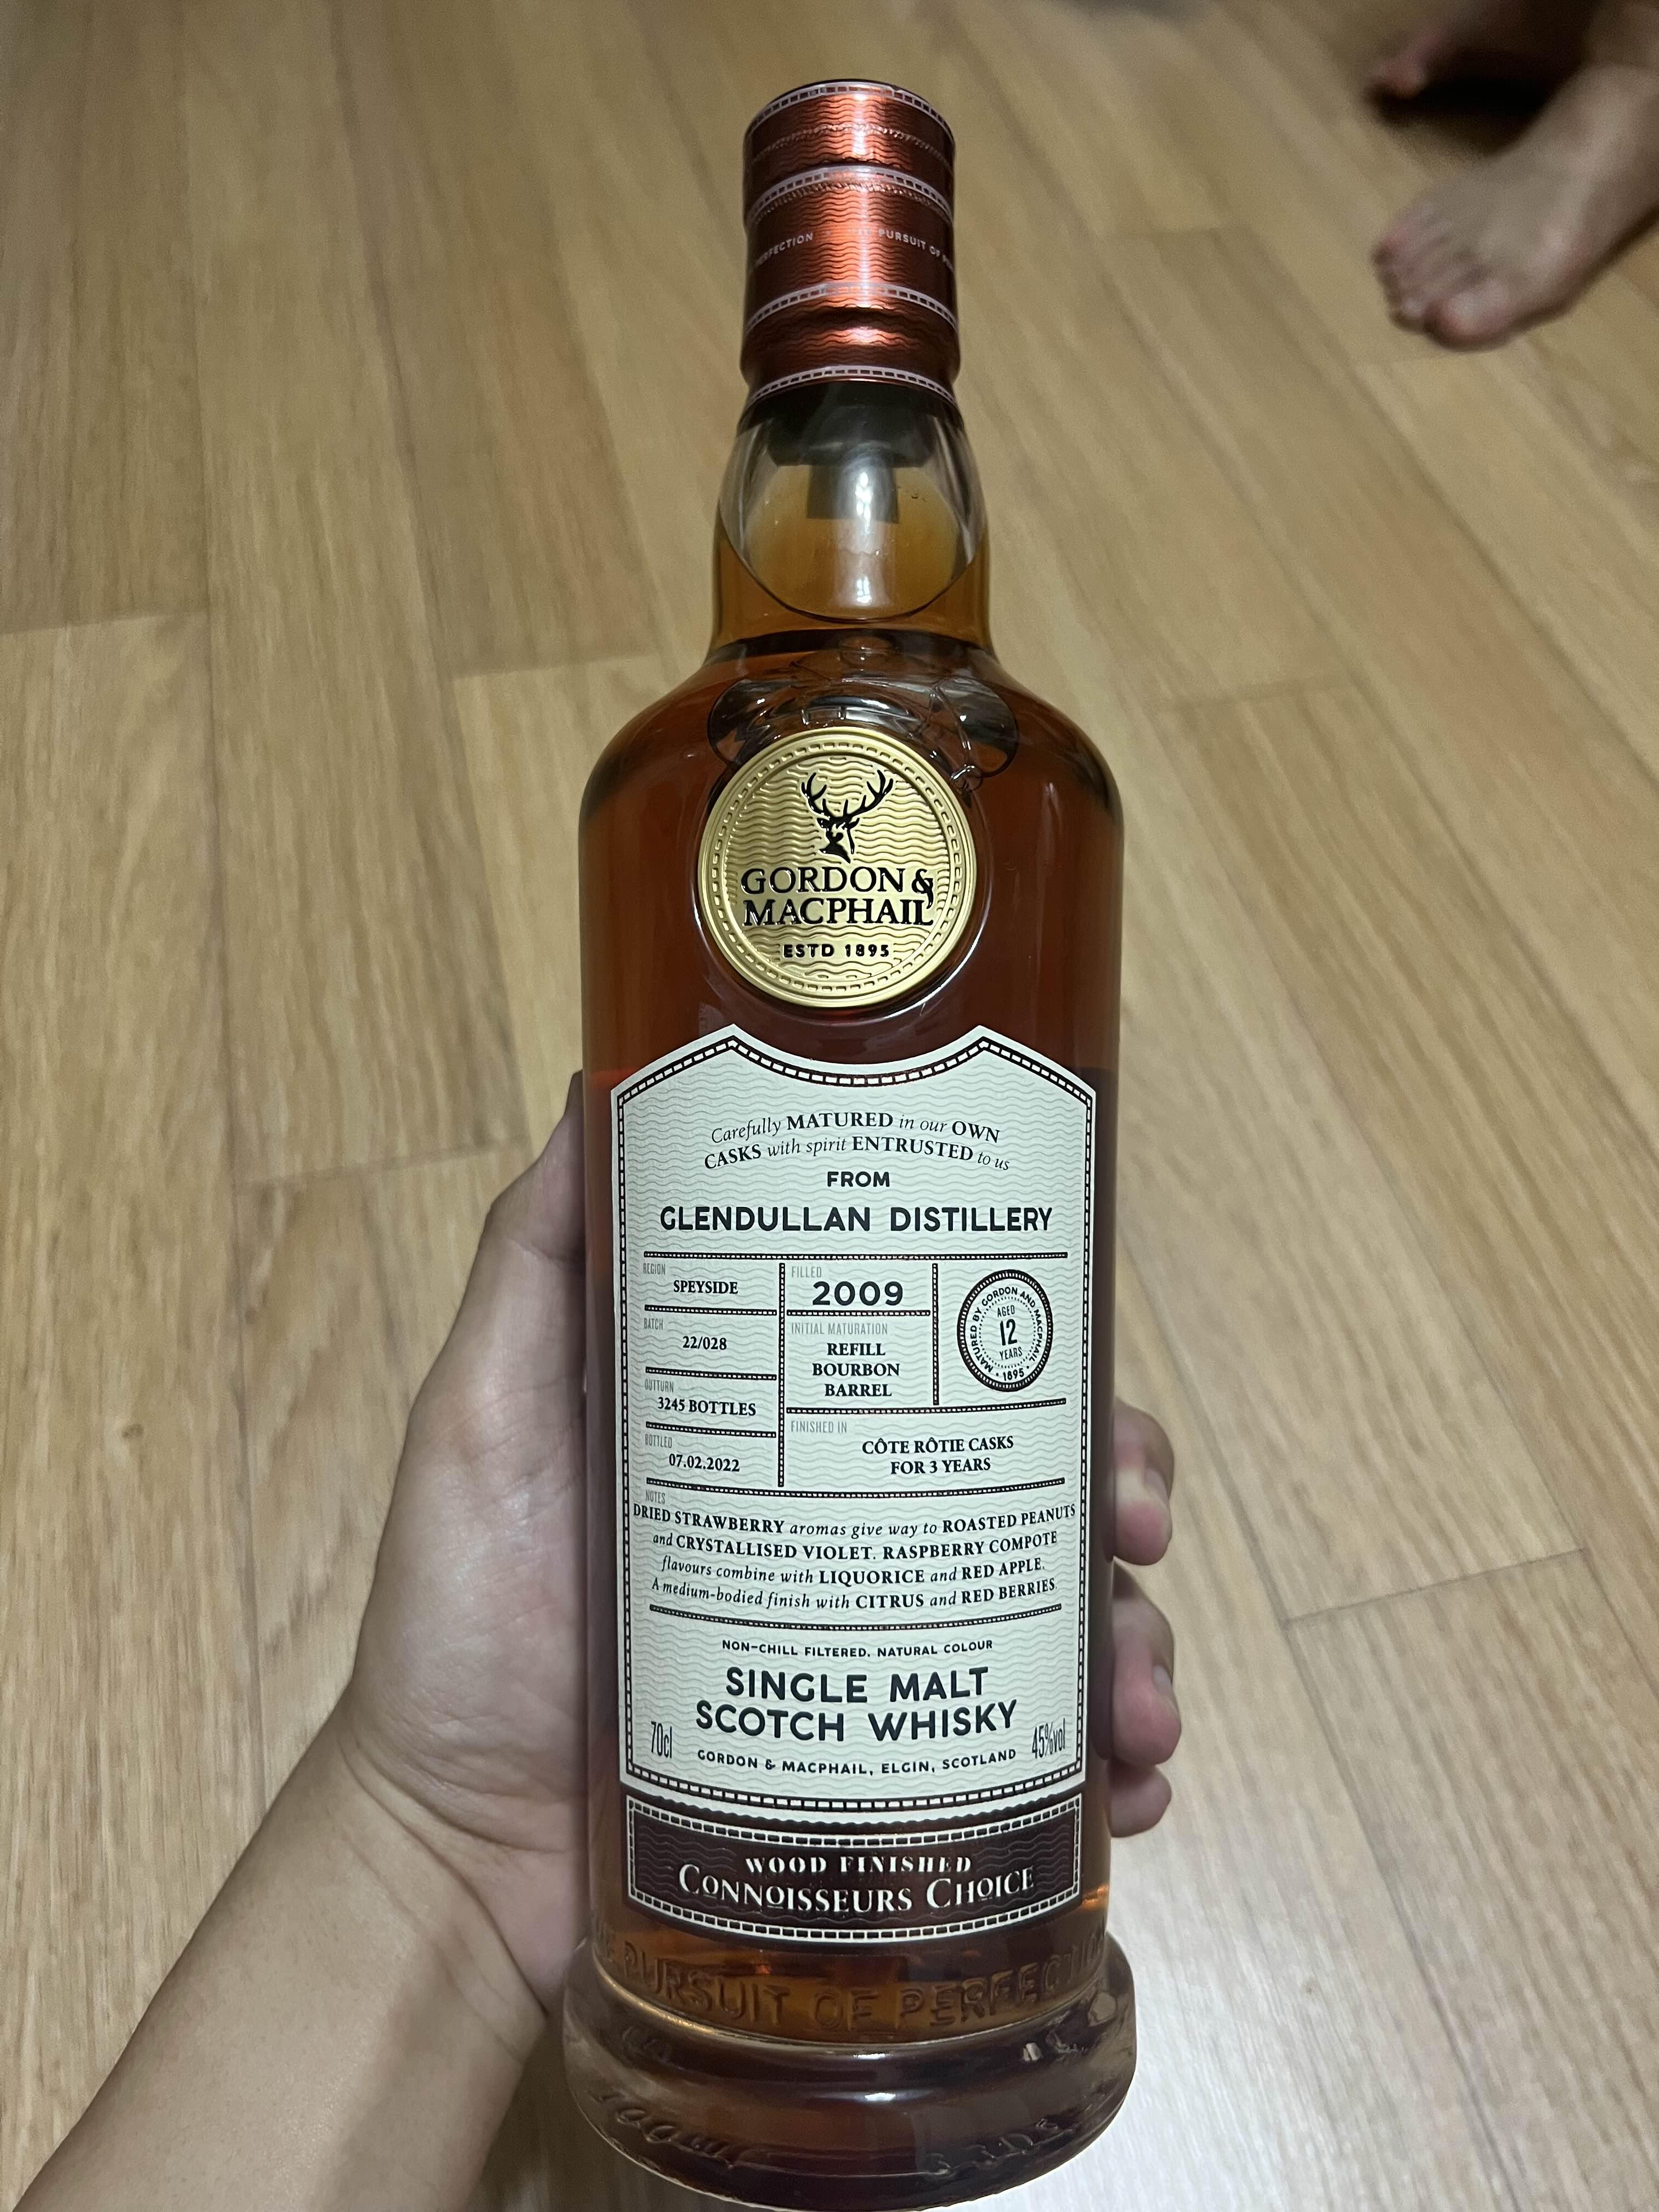 PERFECTION
PURSUIT OF
GORDON &
MACPHAIL
ESTD 1895
Carefully MATURED in our OWN
CASKS with spirit ENTRUSTED to us
FROM
GLENDULLAN DISTILLERY
REGION
SPEYSIDE
BATCH
22/028
OUTTURN
3245 BOTTLES
BOTTLED
07.02.2022
FILLED
2009
INITIAL MATURATION
REFILL
BOURBON
BARREL
MATURED BY GORDON AND MACPHAIL
AGED
12
YEARS
• 1895 •
FINISHED IN
CÔTE RÔTIE CASKS
FOR 3 YEARS
NOTES
DRIED STRAWBERRY aromas give way to ROASTED PEANUTS
and CRYSTALLISED VIOLET. RASPBERRY COMPOTE
flavours combine with LIQUORICE and RED APPLE.
A medium-bodied finish with CITRUS and RED BERRIES
NON-CHILL FILTERED. NATURAL COLOUR
SINGLE MALT
SCOTCH WHISKY
70cl
45%vol
GORDON & MACPHAIL, ELGIN, SCOTLAND
WOOD FINISHED
CONNOISSEURS CHOICE
PURSUIT OF PERFECTION